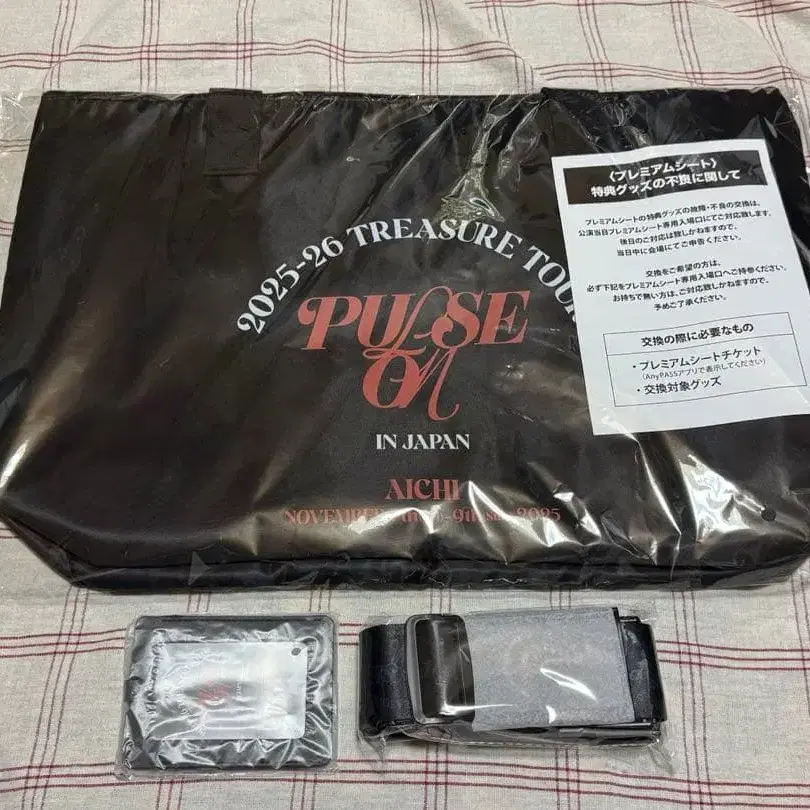 2025-26 TREASURE TOUR
PULSE
ON
IN JAPAN
AICHI
2025
〈プレミアムシート〉
特典グッズの不良に関して
プレミアムシートの特典グッズの故障・不良の交換は、
公演当日プレミアムシート専用入場口にてご対応致します。
後日のご対応は致しかねますので、
当日中に会場にてご申告ください。
交換をご希望の方は、
必ず下記をプレミアムシート専用入場口へご持参ください。
お持ちで無い方は、ご対応致しかねますので、
予めご了承ください。
交換の際に必要なもの
・プレミアムシートチケット
(AnyPASSアプリで表示してください)
・交換対象グッズ